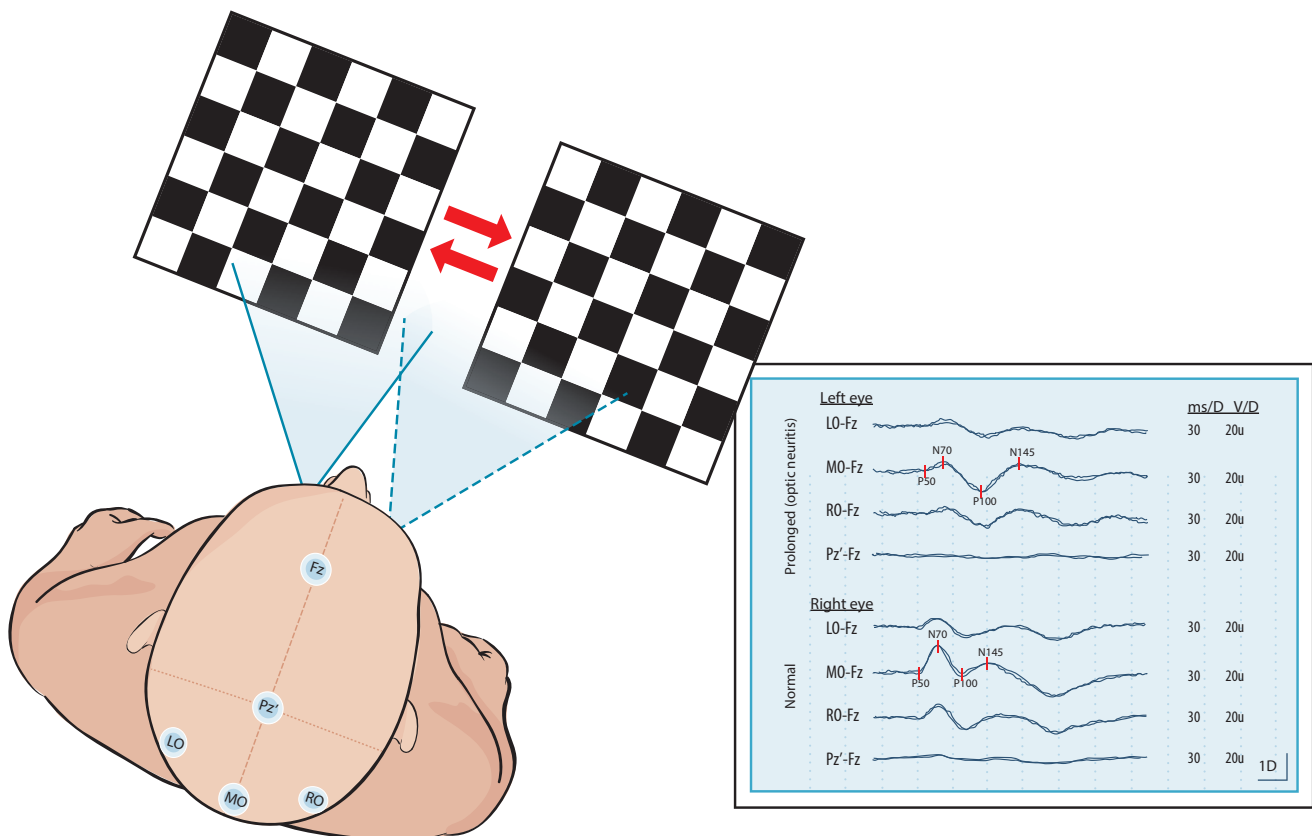 Fz
Pz'
LO
MO
RO
Prolonged (optic neuritis)
Left eye
ms/D V/D
LO-Fz 30 20u
MO-Fz P50 N70 P100 N145 30 20u
RO-Fz 30 20u
Pz'-Fz 30 20u
Normal
Right eye
LO-Fz 30 20u
MO-Fz P50 N70 P100 N145 30 20u
RO-Fz 30 20u
Pz'-Fz 30 20u
1D